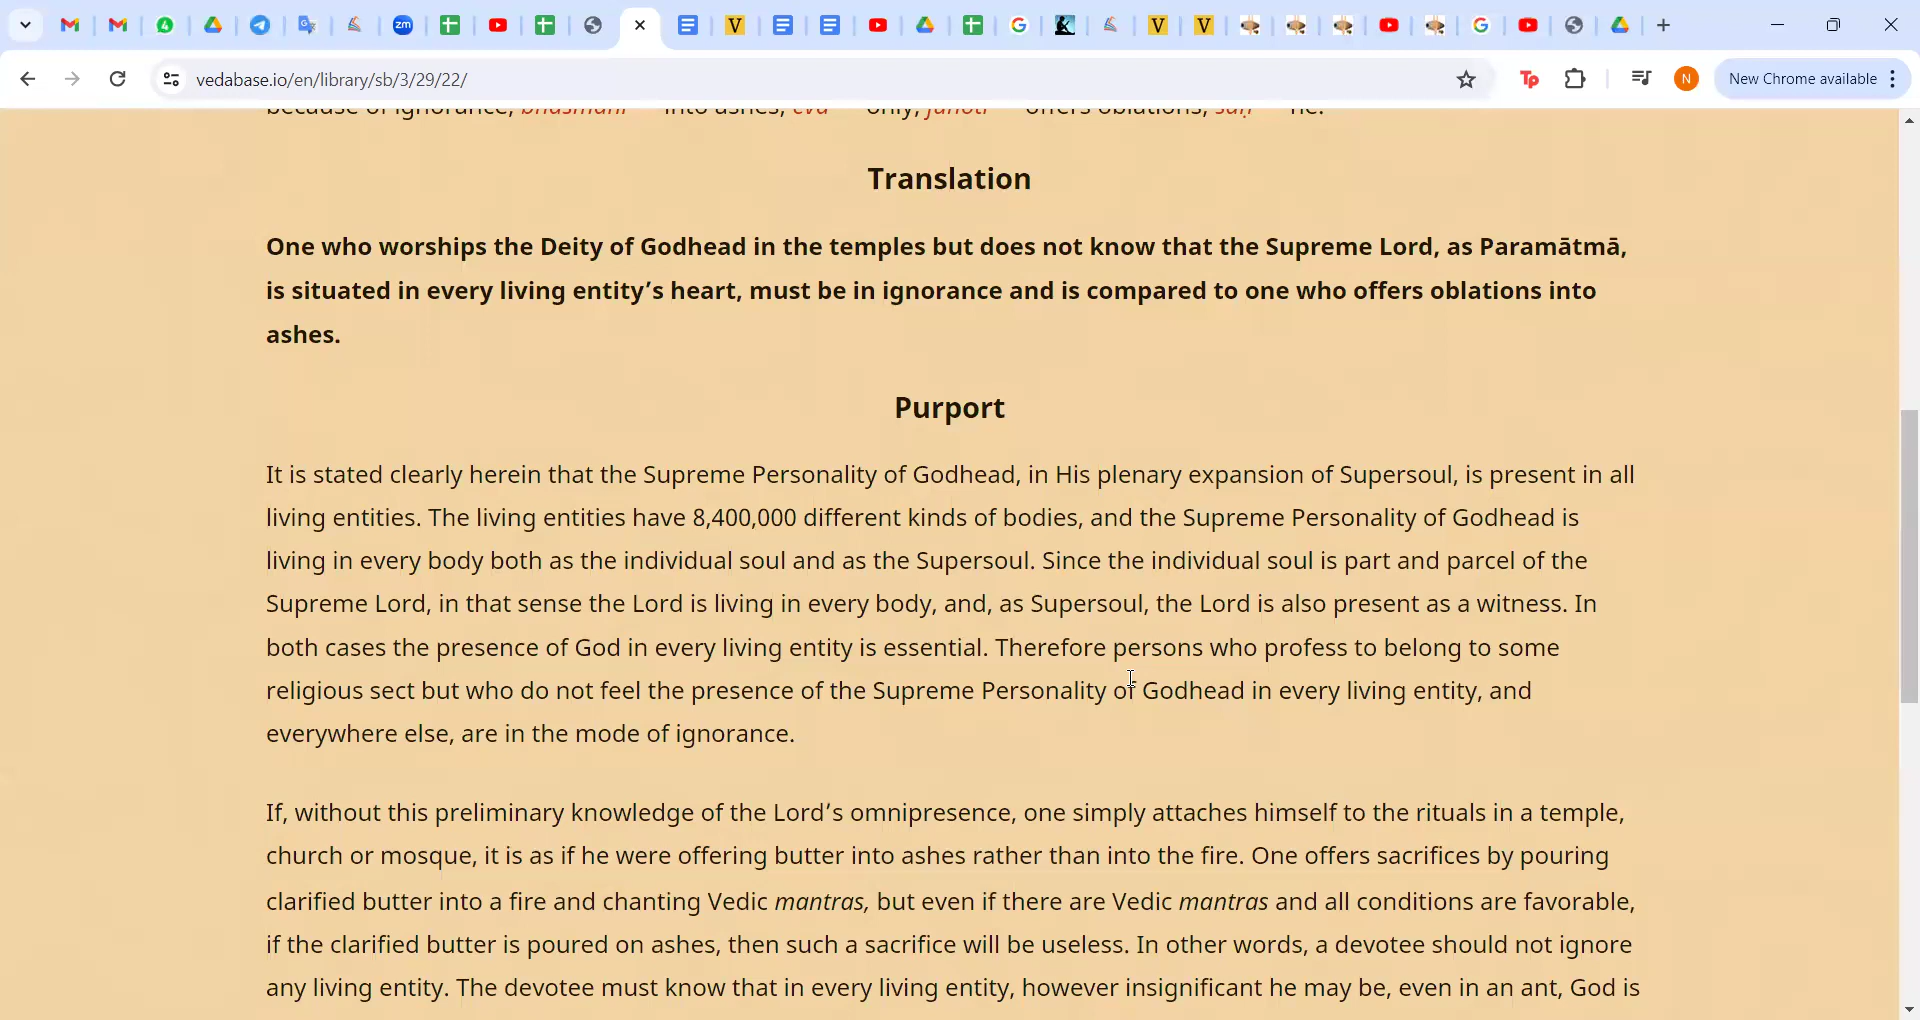 vedabase.io/en/library/sb/3/29/22/
New Chrome available
because of ignorance; bhasmani into ashes; eva only; juhoti offers oblations; saḥ he.
Translation
One who worships the Deity of Godhead in the temples but does not know that the Supreme Lord, as Paramātmā,
is situated in every living entity’s heart, must be in ignorance and is compared to one who offers oblations into
ashes.
Purport
It is stated clearly herein that the Supreme Personality of Godhead, in His plenary expansion of Supersoul, is present in all
living entities. The living entities have 8,400,000 different kinds of bodies, and the Supreme Personality of Godhead is
living in every body both as the individual soul and as the Supersoul. Since the individual soul is part and parcel of the
Supreme Lord, in that sense the Lord is living in every body, and, as Supersoul, the Lord is also present as a witness. In
both cases the presence of God in every living entity is essential. Therefore persons who profess to belong to some
religious sect but who do not feel the presence of the Supreme Personality of Godhead in every living entity, and
everywhere else, are in the mode of ignorance.
If, without this preliminary knowledge of the Lord’s omnipresence, one simply attaches himself to the rituals in a temple,
church or mosque, it is as if he were offering butter into ashes rather than into the fire. One offers sacrifices by pouring
clarified butter into a fire and chanting Vedic mantras, but even if there are Vedic mantras and all conditions are favorable,
if the clarified butter is poured on ashes, then such a sacrifice will be useless. In other words, a devotee should not ignore
any living entity. The devotee must know that in every living entity, however insignificant he may be, even in an ant, God is